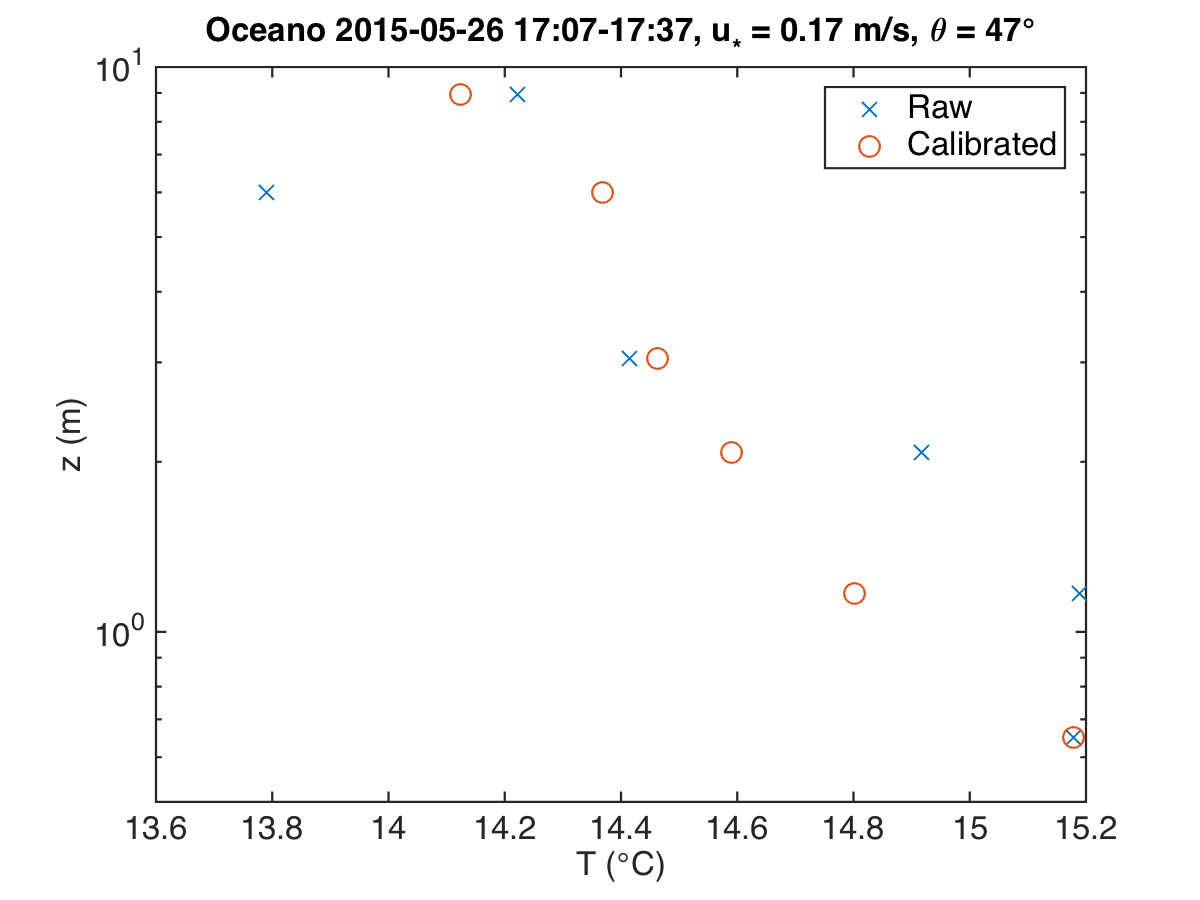 Oceano 2015-05-26 17:07-17:37, u* = 0.17 m/s, θ = 47°
Raw
Calibrated
10^1
10^0
z (m)
13.6 13.8 14 14.2 14.4 14.6 14.8 15 15.2
T (°C)